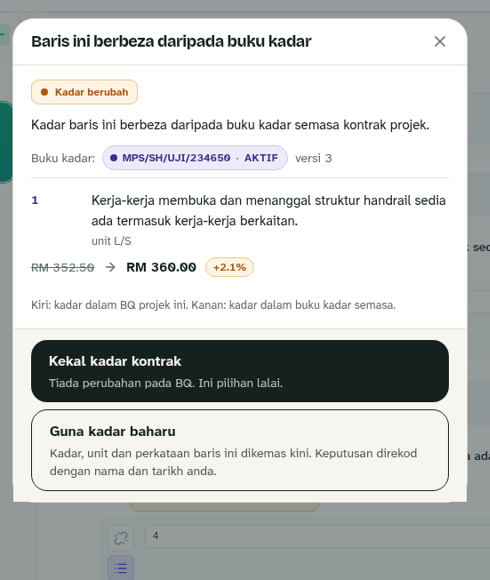 Baris ini berbeza daripada buku kadar
Kadar berubah
Kadar baris ini berbeza daripada buku kadar semasa kontrak projek.
Buku kadar: MPS/SH/UJI/234650 · AKTIF versi 3
1 Kerja-kerja membuka dan menanggal struktur handrail sedia
ada termasuk kerja-kerja berkaitan.
unit L/S
RM 352.50 → RM 360.00 +2.1%
Kiri: kadar dalam BQ projek ini. Kanan: kadar dalam buku kadar semasa.
Kekal kadar kontrak
Tiada perubahan pada BQ. Ini pilihan lalai.
Guna kadar baharu
Kadar, unit dan perkataan baris ini dikemas kini. Keputusan direkod
dengan nama dan tarikh anda.
4